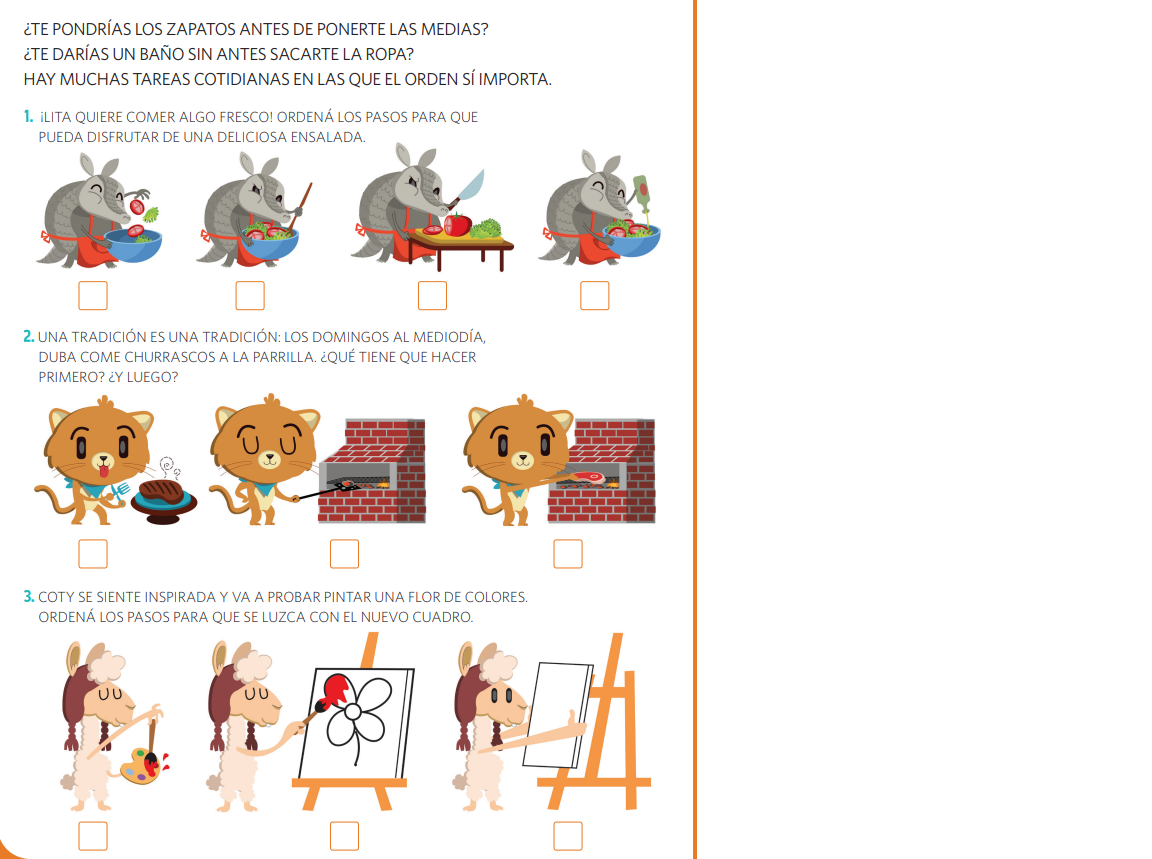 ¿TE PONDRÍAS LOS ZAPATOS ANTES DE PONERTE LAS MEDIAS?
¿TE DARÍAS UN BAÑO SIN ANTES SACARTE LA ROPA?
HAY MUCHAS TAREAS COTIDIANAS EN LAS QUE EL ORDEN SÍ IMPORTA.
1. ¡LITA QUIERE COMER ALGO FRESCO! ORDENÁ LOS PASOS PARA QUE
PUEDA DISFRUTAR DE UNA DELICIOSA ENSALADA.
2. UNA TRADICIÓN ES UNA TRADICIÓN: LOS DOMINGOS AL MEDIODÍA,
DUBA COME CHURRASCOS A LA PARRILLA. ¿QUÉ TIENE QUE HACER
PRIMERO? ¿Y LUEGO?
3. COTY SE SIENTE INSPIRADA Y VA A PROBAR PINTAR UNA FLOR DE COLORES.
ORDENÁ LOS PASOS PARA QUE SE LUZCA CON EL NUEVO CUADRO.